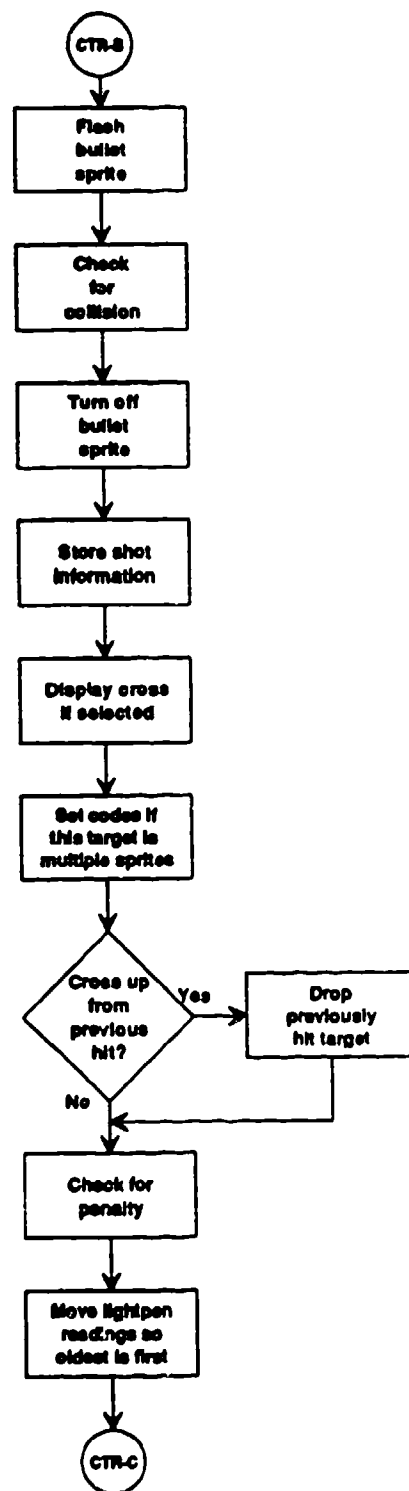 CTR-B
Flash
bullet
sprite
Check
for
collision
Turn off
bullet
sprite
Store shot
information
Display cross
if selected
Set codes if
this target is
multiple sprites
Cross up
from
previous
hit?
Yes
Drop
previously
hit target
No
Check for
penalty
Move lightpen
readings so
oldest is first
CTR-C